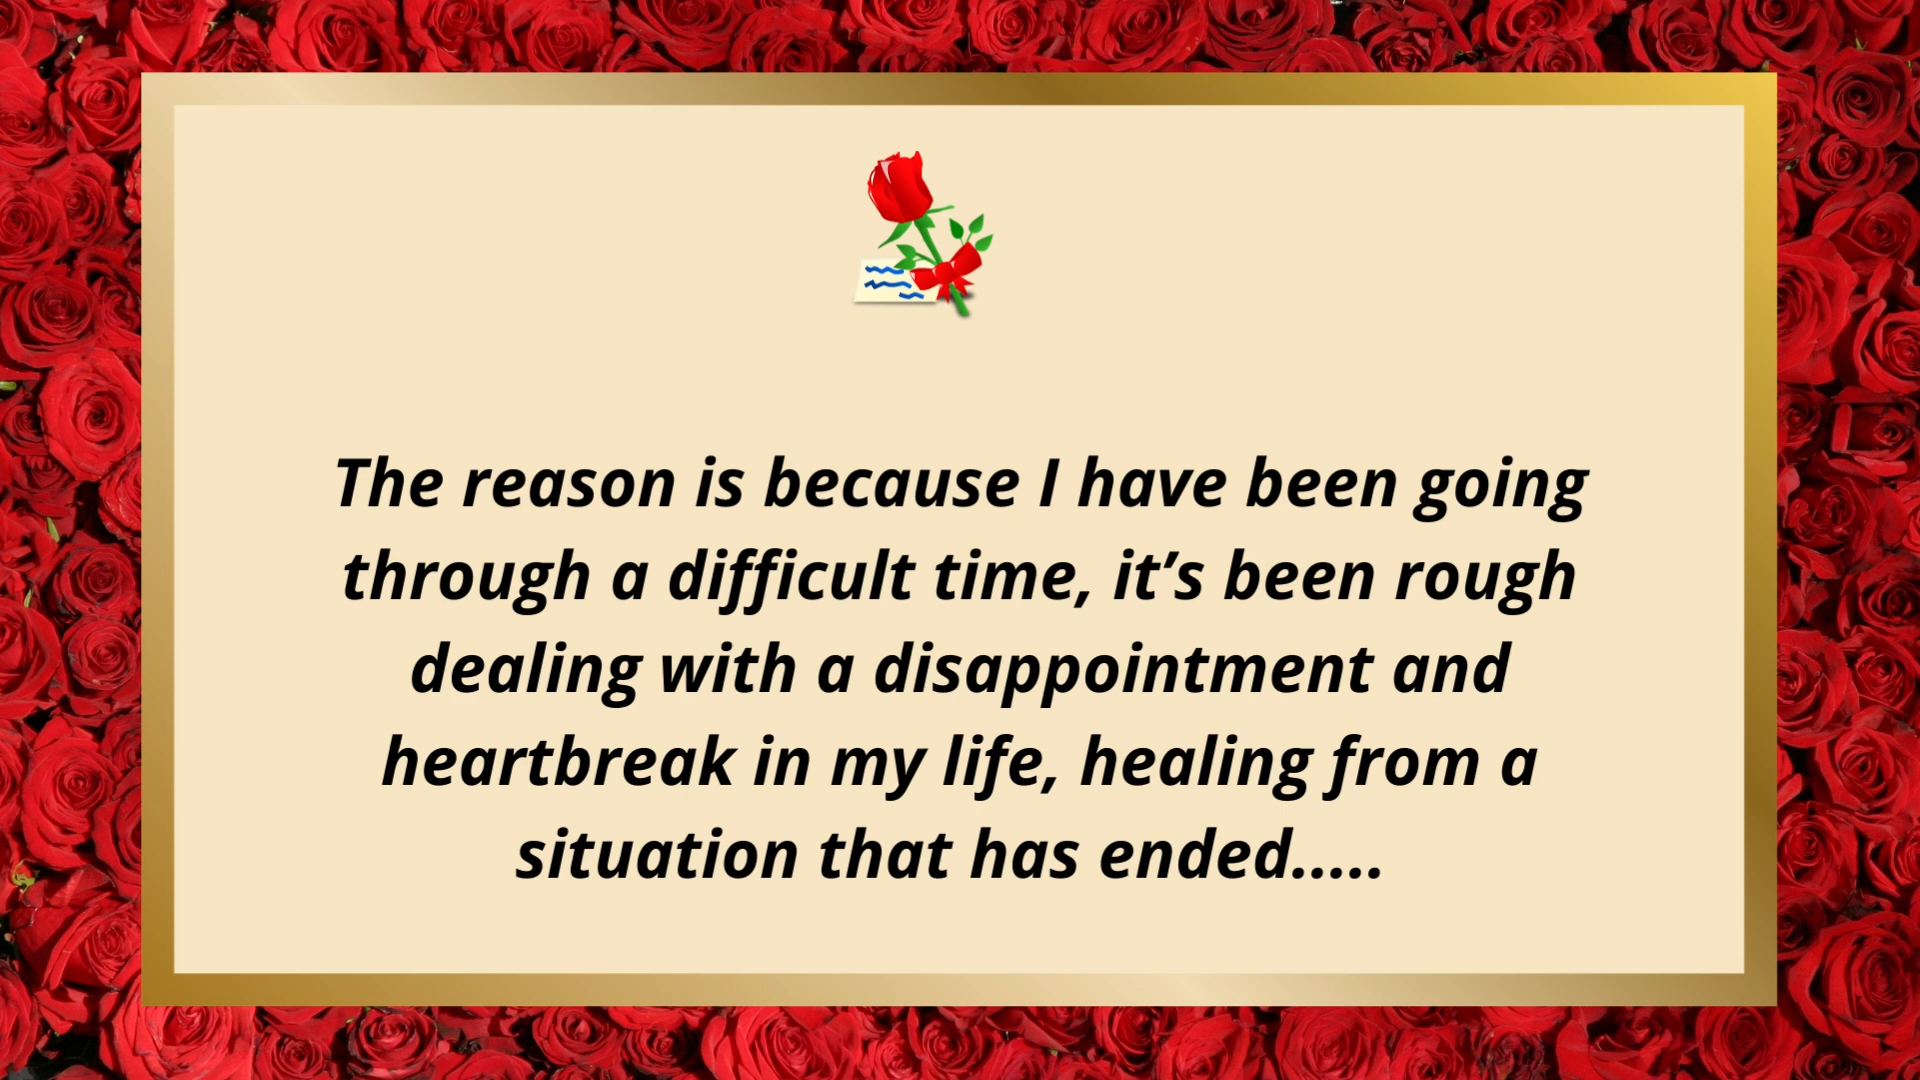 The reason is because I have been going
through a difficult time, it’s been rough
dealing with a disappointment and
heartbreak in my life, healing from a
situation that has ended.....